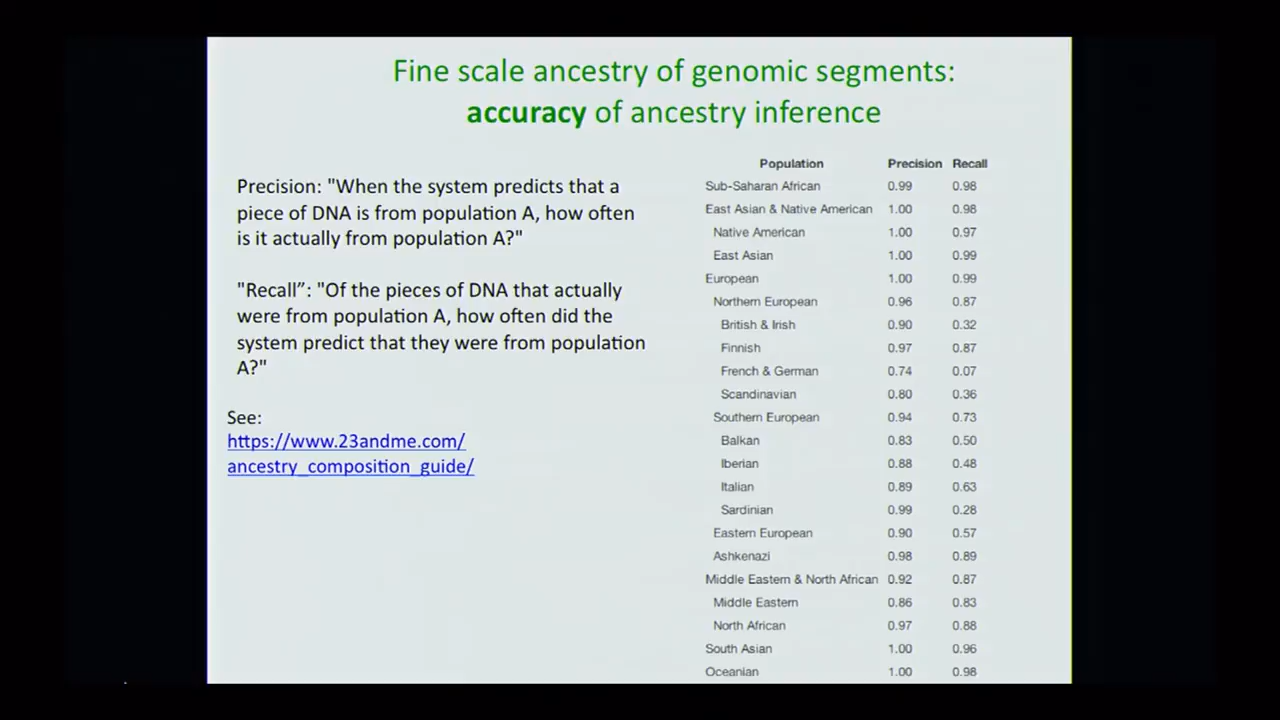 Fine scale ancestry of genomic segments:
accuracy of ancestry inference
Precision: "When the system predicts that a
piece of DNA is from population A, how often
is it actually from population A?"
"Recall”: "Of the pieces of DNA that actually
were from population A, how often did the
system predict that they were from population
A?"
See:
https://www.23andme.com/
ancestry_composition_guide/
Population Precision Recall
Sub-Saharan African 0.99 0.98
East Asian & Native American 1.00 0.98
Native American 1.00 0.97
East Asian 1.00 0.99
European 1.00 0.99
Northern European 0.96 0.87
British & Irish 0.90 0.32
Finnish 0.97 0.87
French & German 0.74 0.07
Scandinavian 0.80 0.36
Southern European 0.94 0.73
Balkan 0.83 0.50
Iberian 0.88 0.48
Italian 0.89 0.63
Sardinian 0.99 0.28
Eastern European 0.90 0.57
Ashkenazi 0.98 0.89
Middle Eastern & North African 0.92 0.87
Middle Eastern 0.86 0.83
North African 0.97 0.88
South Asian 1.00 0.96
Oceanian 1.00 0.98